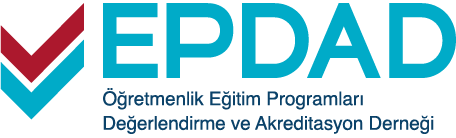 EPDAD
Öğretmenlik Eğitim Programları
Değerlendirme ve Akreditasyon Derneği